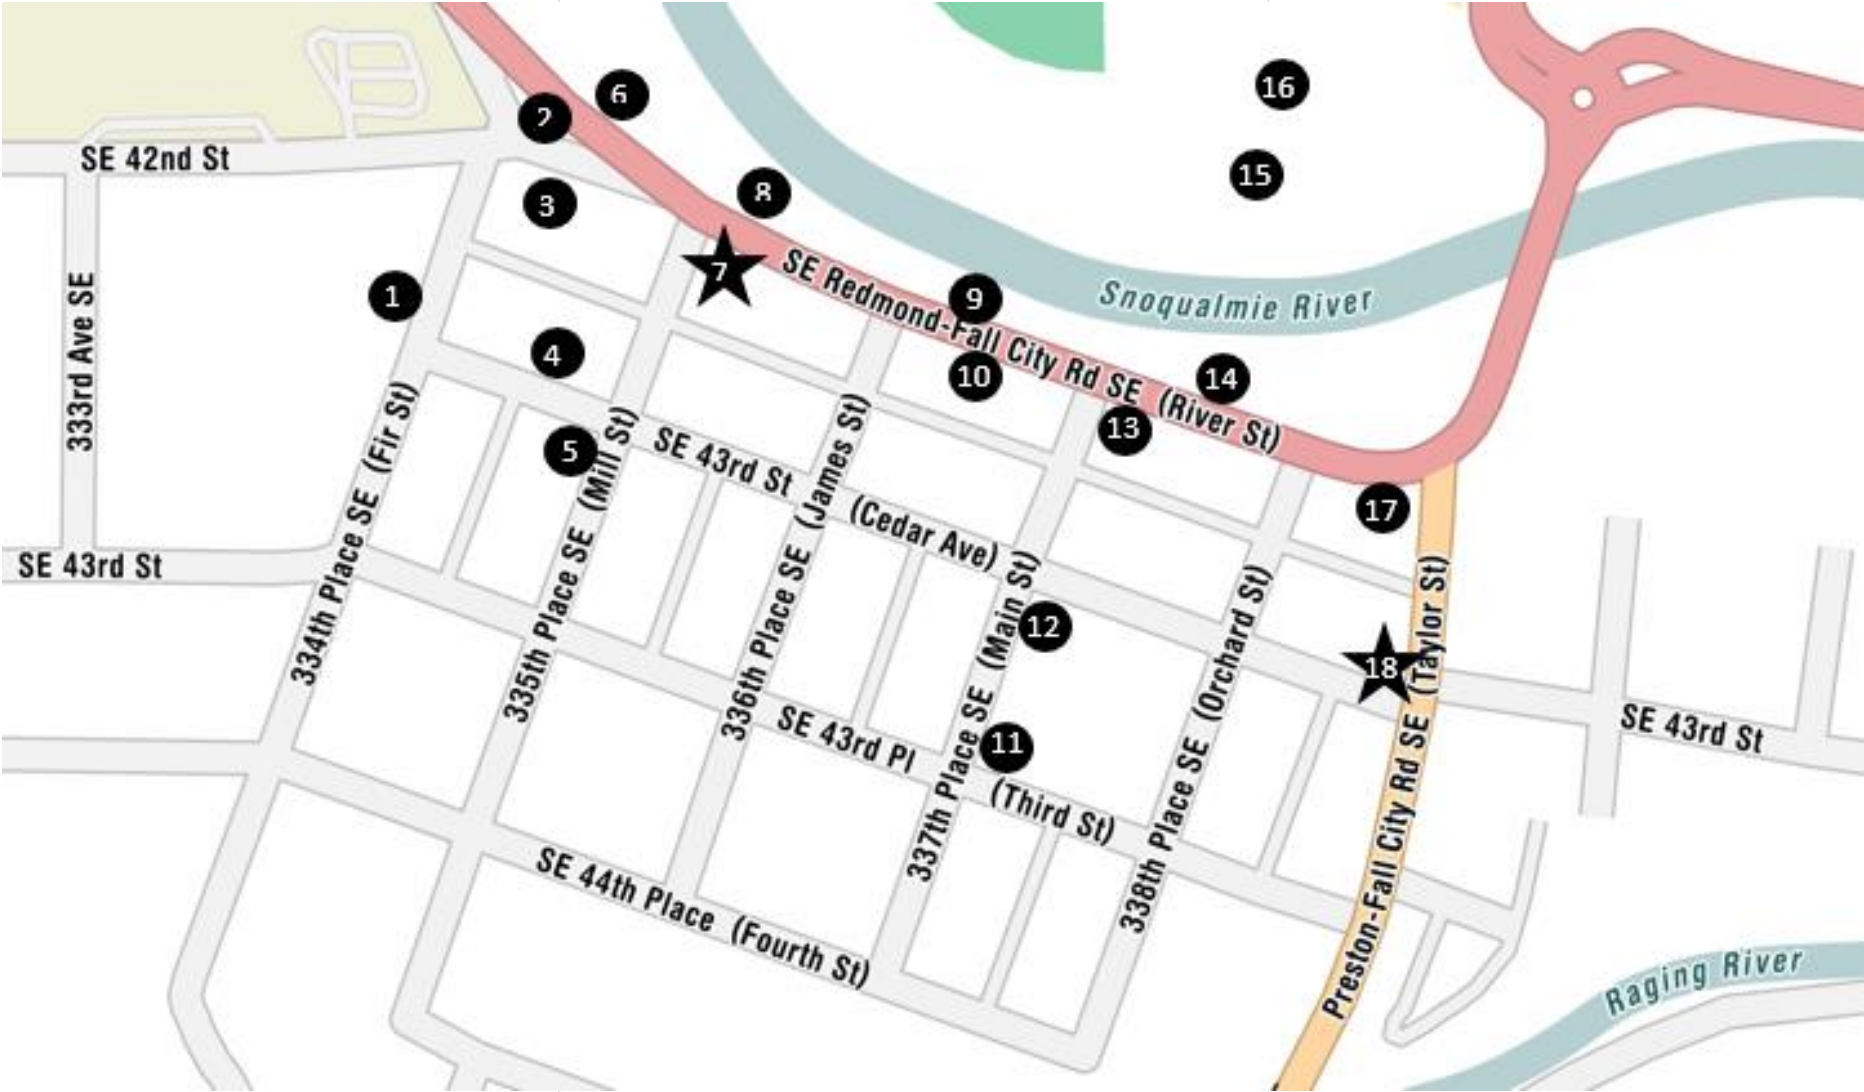 6
16
2
SE 42nd St
15
8
3
7
SE Redmond-Fall City Rd SE (River St)
Snoqualmie River
1
9
333rd Ave SE
4
10
14
13
5
334th Place SE (Fir St)
335th Place SE (Mill St)
SE 43rd St (Cedar Ave)
336th Place SE (James St)
17
SE 43rd St
12
337th Place SE (Main St)
338th Place SE (Orchard St)
18
Preston-Fall City Rd SE (Taylor St)
SE 43rd St
11
SE 43rd Pl (Third St)
SE 44th Place (Fourth St)
Raging River